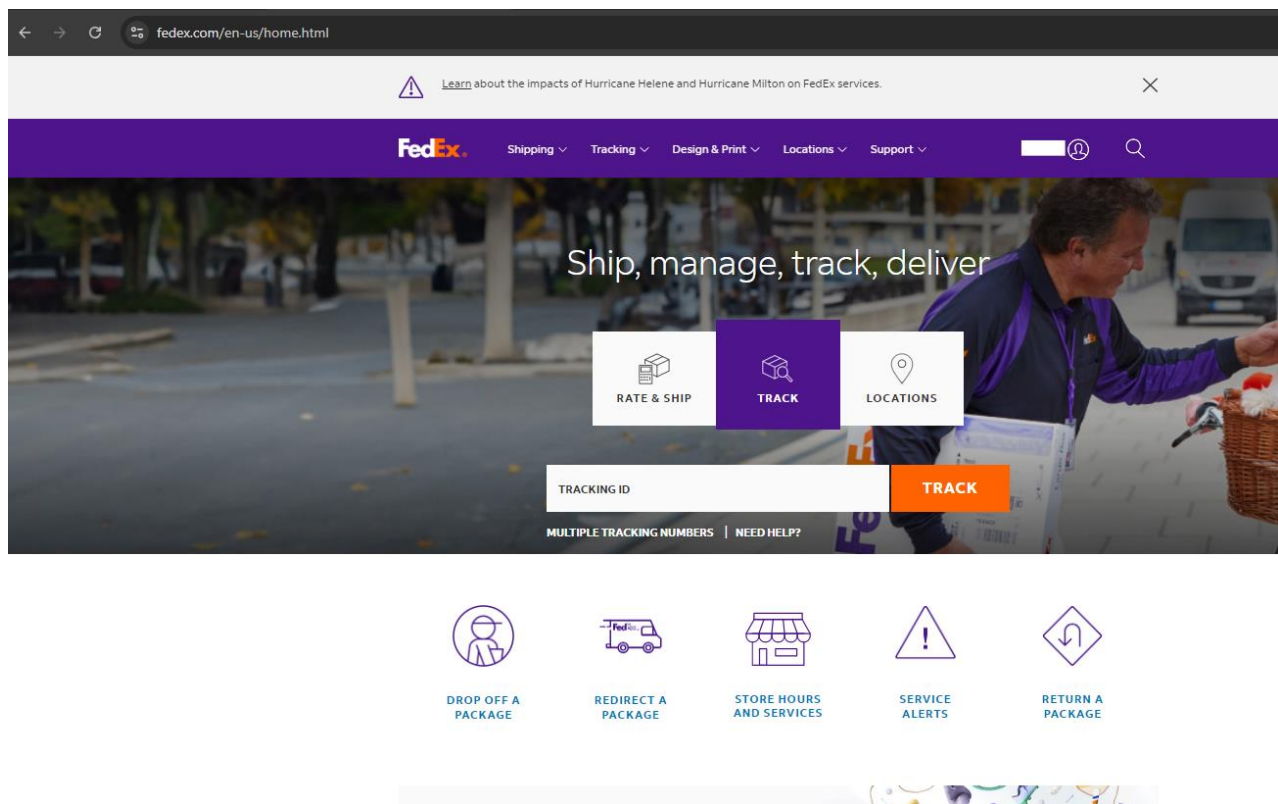 fedex.com/en-us/home.html
Learn about the impacts of Hurricane Helene and Hurricane Milton on FedEx services.
FedEx. Shipping Tracking Design & Print Locations Support
Ship, manage, track, deliver
RATE & SHIP TRACK LOCATIONS
TRACKING ID TRACK
MULTIPLE TRACKING NUMBERS | NEED HELP?
FedEx
FedEx
DROP OFF A PACKAGE
REDIRECT A PACKAGE
STORE HOURS AND SERVICES
SERVICE ALERTS
RETURN A PACKAGE